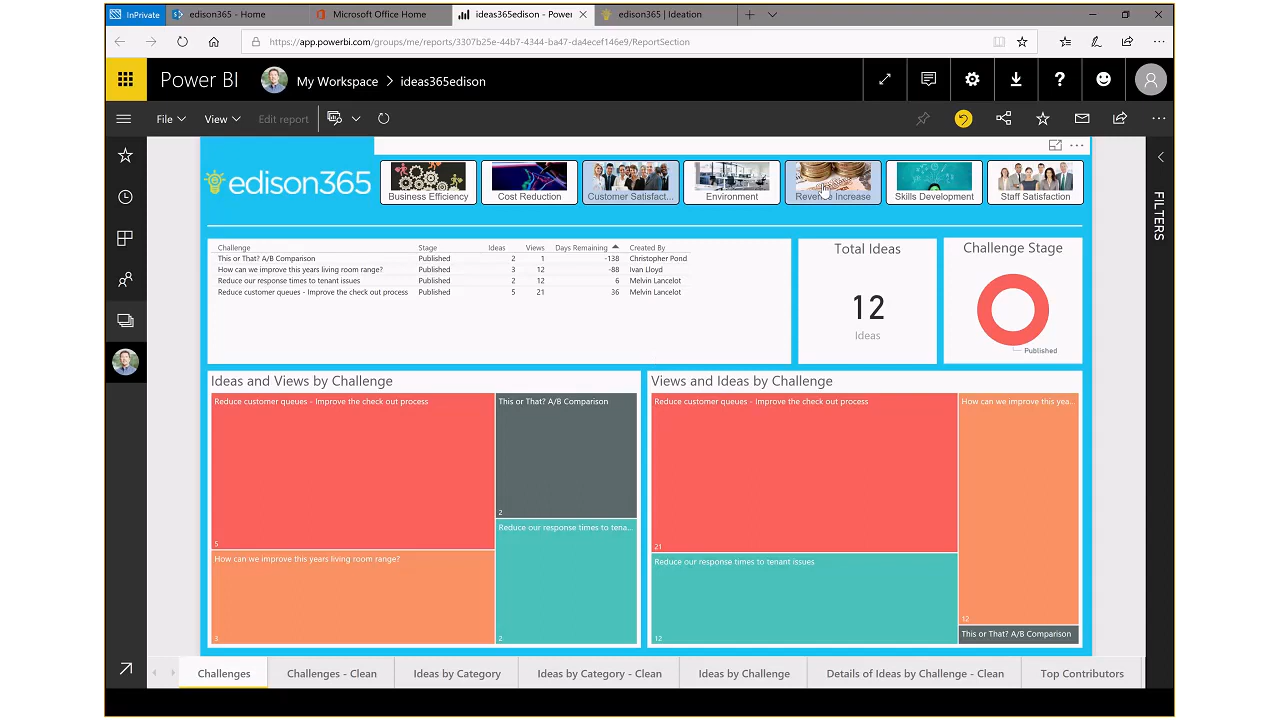 InPrivate
edison365 - Home
Microsoft Office Home
ideas365edison - Power
edison365 | Ideation
https://app.powerbi.com/groups/me/reports/3307b25e-44b7-4344-ba47-da4ecef146e9/ReportSection
Power BI
My Workspace > ideas365edison
File
View
Edit report
edison365
Business Efficiency
Cost Reduction
Customer Satisfact...
Environment
Revenue Increase
Skills Development
Staff Satisfaction
FILTERS
Challenge Stage Ideas Views Days Remaining Created By
This or That? A/B Comparison Published 2 1 -138 Christopher Pond
How can we improve this years living room range? Published 3 12 -88 Ivan Lloyd
Reduce our response times to tenant issues Published 2 12 6 Melvin Lancelot
Reduce customer queues - Improve the check out process Published 5 21 36 Melvin Lancelot
Total Ideas
12
Ideas
Challenge Stage
Published
Ideas and Views by Challenge
Reduce customer queues - Improve the check out process
5
How can we improve this years living room range?
3
This or That? A/B Comparison
2
Reduce our response times to tena...
2
Views and Ideas by Challenge
Reduce customer queues - Improve the check out process
21
Reduce our response times to tenant issues
12
How can we improve this yea...
12
This or That? A/B Comparison
Challenges
Challenges - Clean
Ideas by Category
Ideas by Category - Clean
Ideas by Challenge
Details of Ideas by Challenge - Clean
Top Contributors